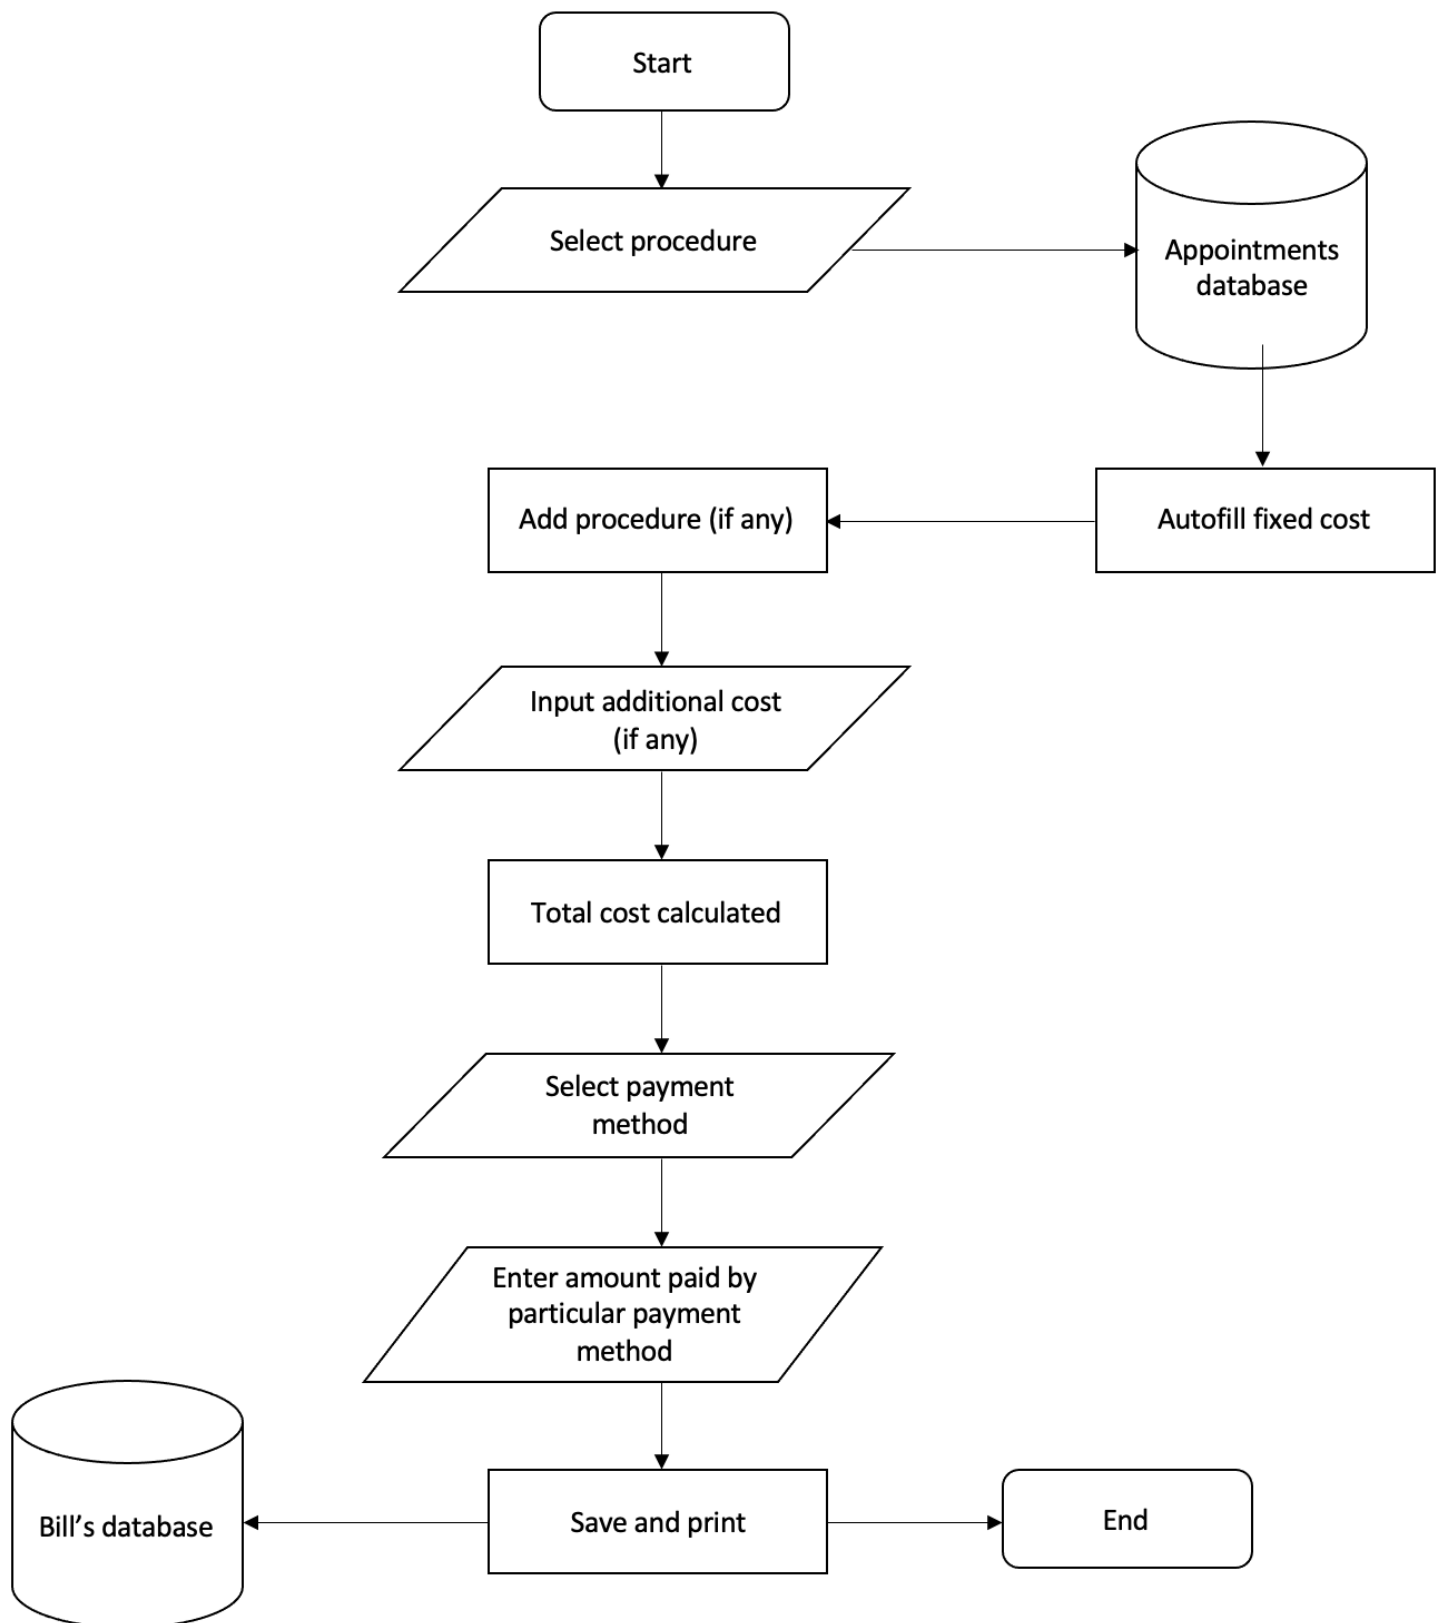 Start
Select procedure
Appointments
database
Add procedure (if any)
Autofill fixed cost
Input additional cost
(if any)
Total cost calculated
Select payment
method
Enter amount paid by
particular payment
method
Bill’s database
Save and print
End